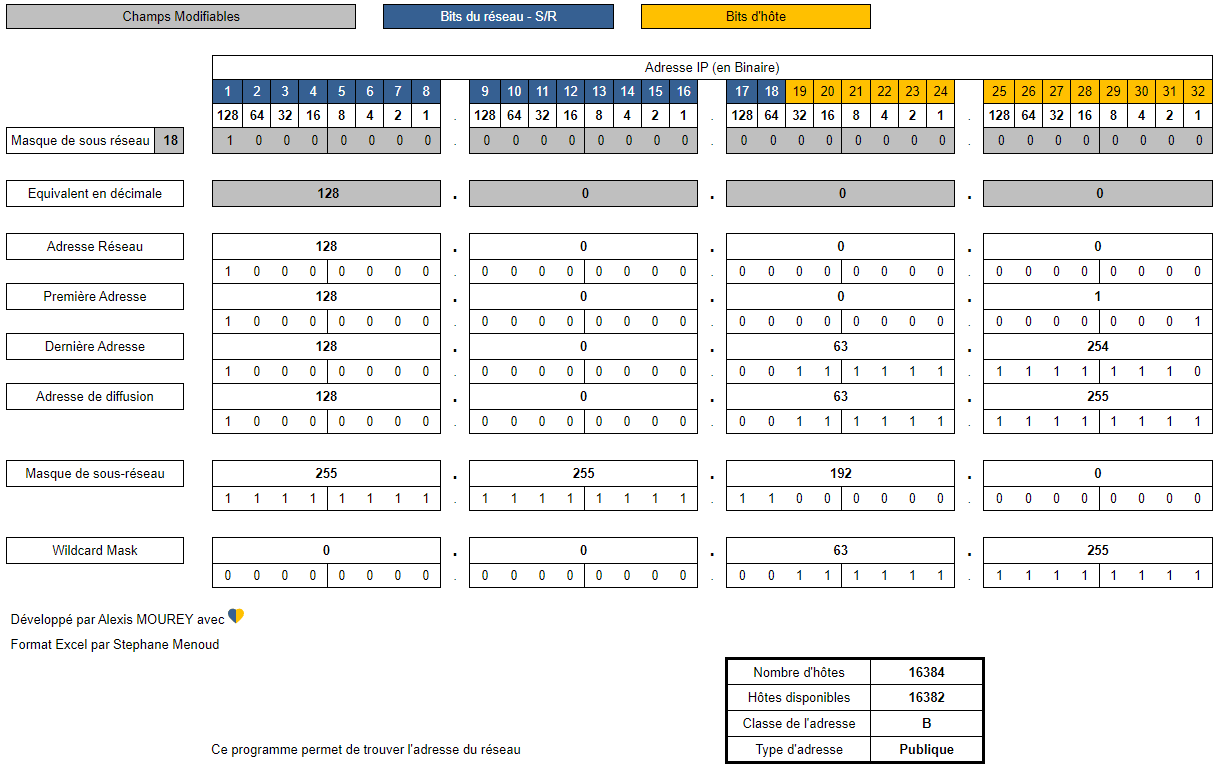 Champs Modifiables Bits du réseau - S/R Bits d'hôte
Adresse IP (en Binaire)
1 2 3 4 5 6 7 8 . 9 10 11 12 13 14 15 16 . 17 18 19 20 21 22 23 24 . 25 26 27 28 29 30 31 32
128 64 32 16 8 4 2 1 128 64 32 16 8 4 2 1 128 64 32 16 8 4 2 1 128 64 32 16 8 4 2 1
Masque de sous réseau 18 1 0 0 0 0 0 0 0 . 0 0 0 0 0 0 0 0 . 0 0 0 0 0 0 0 0 . 0 0 0 0 0 0 0 0
Equivalent en décimale 128 . 0 . 0 . 0
Adresse Réseau 128 . 0 . 0 . 0
1 0 0 0 0 0 0 0 . 0 0 0 0 0 0 0 0 . 0 0 0 0 0 0 0 0 . 0 0 0 0 0 0 0 0
Première Adresse 128 . 0 . 0 . 1
1 0 0 0 0 0 0 0 . 0 0 0 0 0 0 0 0 . 0 0 0 0 0 0 0 0 . 0 0 0 0 0 0 0 1
Dernière Adresse 128 . 0 . 63 . 254
1 0 0 0 0 0 0 0 . 0 0 0 0 0 0 0 0 . 0 0 1 1 1 1 1 1 . 1 1 1 1 1 1 1 0
Adresse de diffusion 128 . 0 . 63 . 255
1 0 0 0 0 0 0 0 . 0 0 0 0 0 0 0 0 . 0 0 1 1 1 1 1 1 . 1 1 1 1 1 1 1 1
Masque de sous-réseau 255 . 255 . 192 . 0
1 1 1 1 1 1 1 1 . 1 1 1 1 1 1 1 1 . 1 1 0 0 0 0 0 0 . 0 0 0 0 0 0 0 0
Wildcard Mask 0 . 0 . 63 . 255
0 0 0 0 0 0 0 0 . 0 0 0 0 0 0 0 0 . 0 0 1 1 1 1 1 1 . 1 1 1 1 1 1 1 1
Développé par Alexis MOUREY avec
Format Excel par Stephane Menoud
Nombre d'hôtes 16384
Hôtes disponibles 16382
Classe de l'adresse B
Type d'adresse Publique
Ce programme permet de trouver l'adresse du réseau